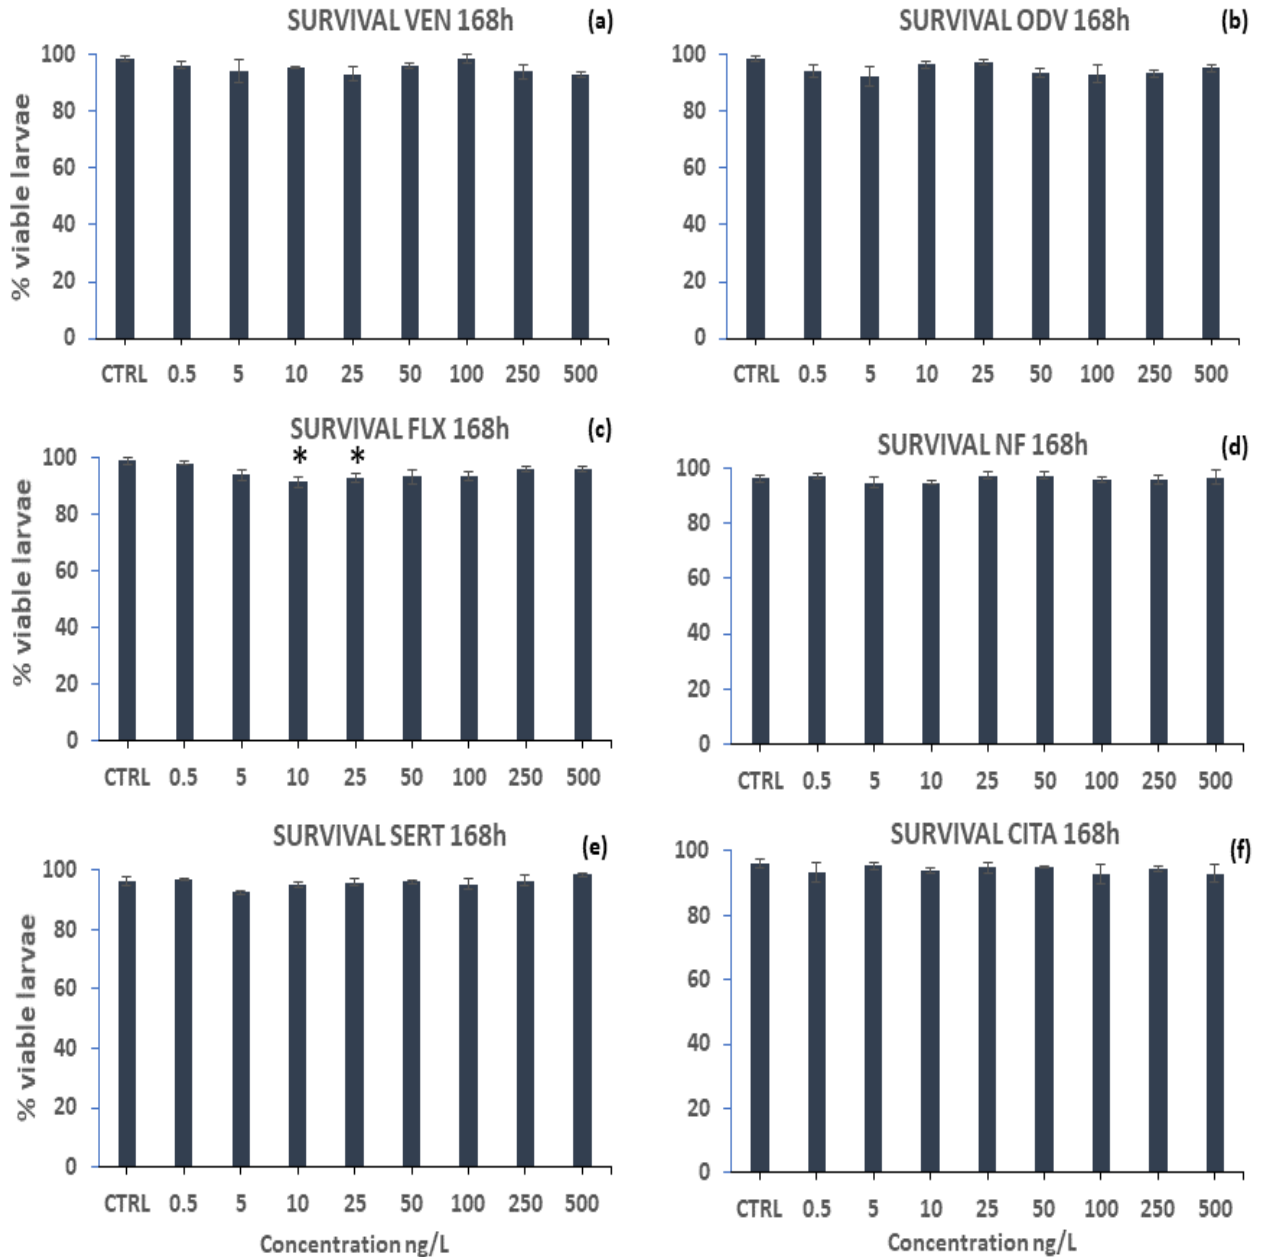 SURVIVAL VEN 168h (a)
% viable larvae
100
80
60
40
20
0
CTRL 0.5 5 10 25 50 100 250 500
SURVIVAL ODV 168h (b)
100
80
60
40
20
0
CTRL 0.5 5 10 25 50 100 250 500
SURVIVAL FLX 168h (c)
* *
% viable larvae
100
80
60
40
20
0
CTRL 0.5 5 10 25 50 100 250 500
SURVIVAL NF 168h (d)
100
80
60
40
20
0
CTRL 0.5 5 10 25 50 100 250 500
SURVIVAL SERT 168h (e)
% viable larvae
100
80
60
40
20
0
CTRL 0.5 5 10 25 50 100 250 500
Concentration ng/L
SURVIVAL CITA 168h (f)
100
80
60
40
20
0
CTRL 0.5 5 10 25 50 100 250 500
Concentration ng/L